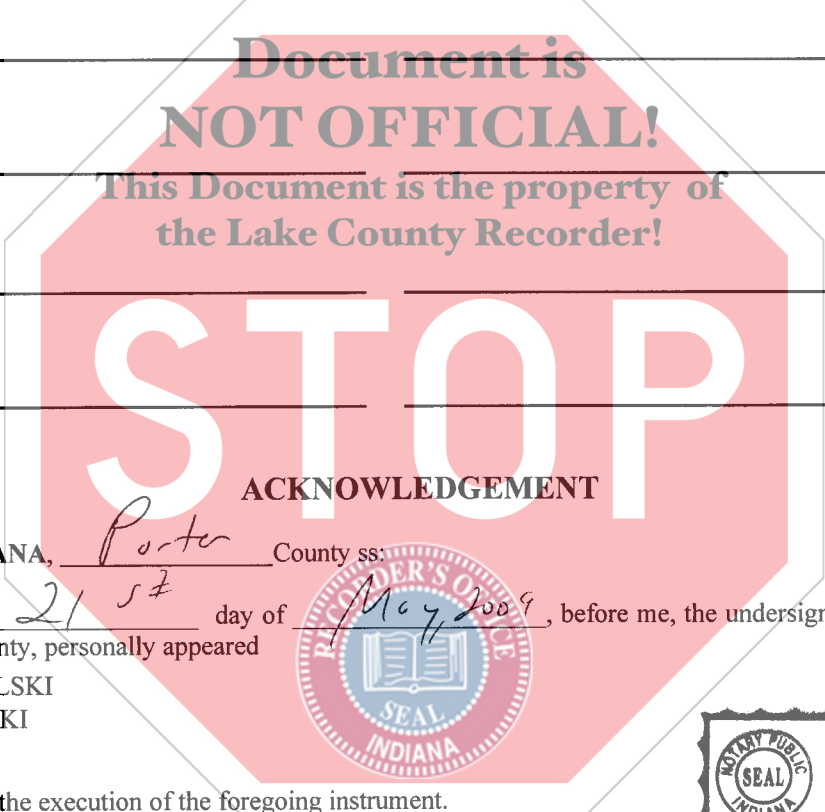 Document is
NOT OFFICIAL!
This Document is the property of
the Lake County Recorder!
STOP
ACKNOWLEDGEMENT
ANA, Porter County ss:
21 st day of May, 2009, before me, the undersign
nty, personally appeared
LSKI
KI
RECORDER'S OFFICE
SEAL
INDIANA
NOTARY PUBLIC
SEAL
INDIANA
the execution of the foregoing instrument.